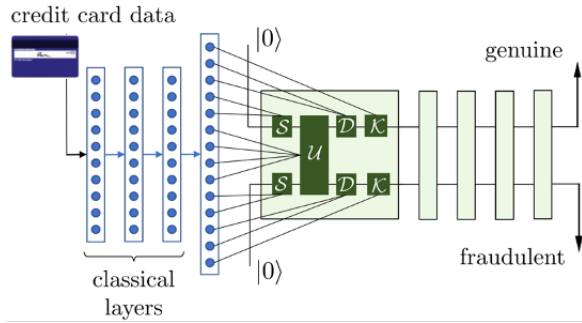 credit card data
|0⟩
genuine
S
D
K
U
S
D
K
|0⟩
fraudulent
classical
layers